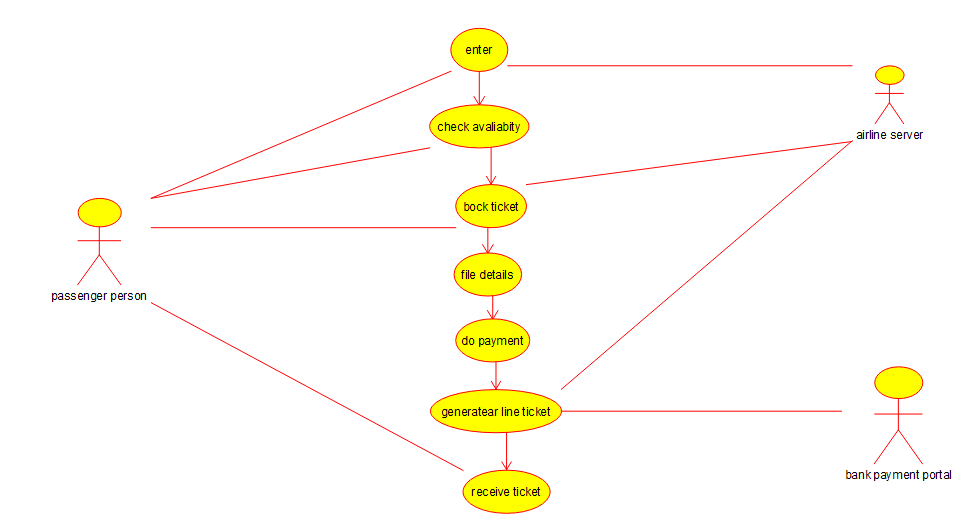 enter
airline server
check avaliabity
bock ticket
passenger person
file details
do payment
generatear line ticket
bank payment portal
receive ticket